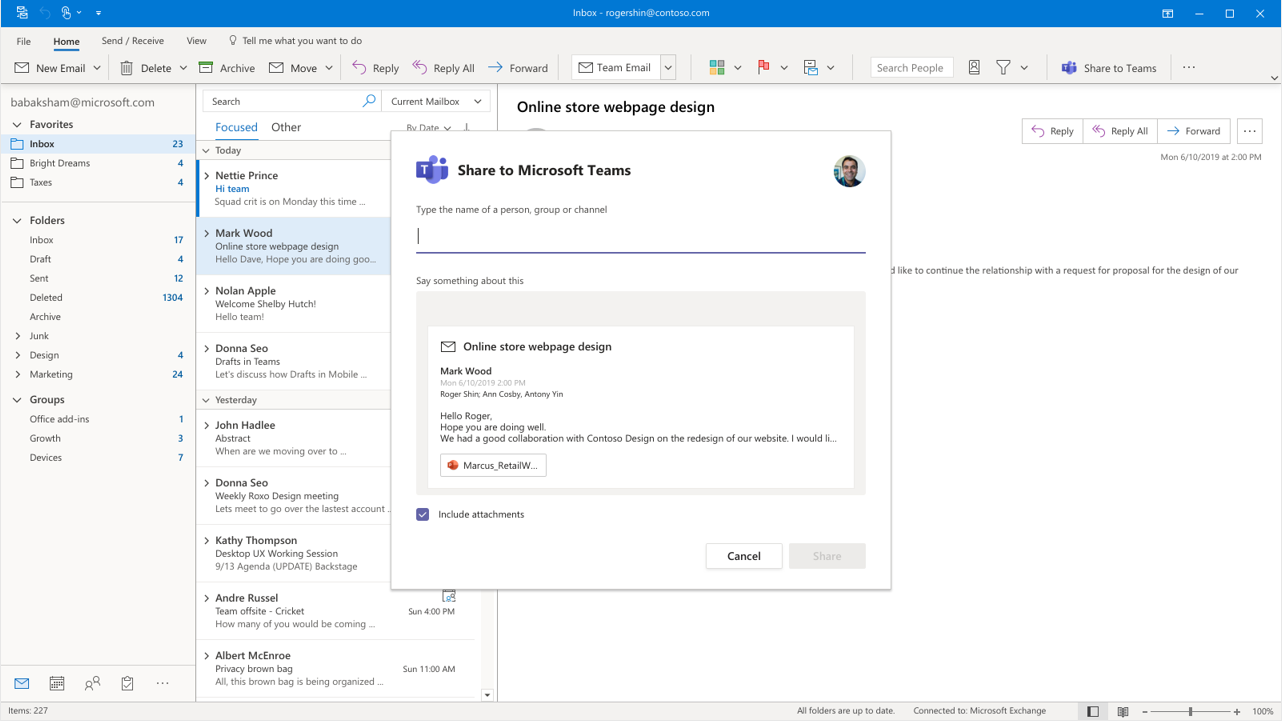 Inbox - rogershin@contoso.com
File
Home
Send / Receive
View
Tell me what you want to do
New Email
Delete
Archive
Move
Reply
Reply All
Forward
Team Email
Search People
Share to Teams
babaksham@microsoft.com
Favorites
Inbox 23
Bright Dreams 4
Taxes 4
Folders
Inbox 17
Draft 4
Sent 12
Deleted 1304
Archive
Junk
Design 4
Marketing 24
Groups
Office add-ins 1
Growth 3
Devices 7
Search
Current Mailbox
Focused
Other
By Date
Today
Nettie Prince
Hi team
Squad crit is on Monday this time ...
Mark Wood
Online store webpage design
Hello Dave, Hope you are doing goo...
Nolan Apple
Welcome Shelby Hutch!
Hello team!
Donna Seo
Drafts in Teams
Let's discuss how Drafts in Mobile ...
Yesterday
John Hadlee
Abstract
When are we moving over to ...
Donna Seo
Weekly Roxo Design meeting
Lets meet to go over the lastest account .
Kathy Thompson
Desktop UX Working Session
9/13 Agenda (UPDATE) Backstage
Andre Russel
Team offsite - Cricket Sun 4:00 PM
How many of you would be coming ...
Albert McEnroe
Privacy brown bag Sun 11:00 AM
All, this brown bag is being organized ...
Online store webpage design
Reply
Reply All
Forward
Mon 6/10/2019 at 2:00 PM
d like to continue the relationship with a request for proposal for the design of our
Share to Microsoft Teams
Type the name of a person, group or channel
Say something about this
Online store webpage design
Mark Wood
Mon 6/10/2019 2:00 PM
Roger Shin; Ann Cosby, Antony Yin
Hello Roger,
Hope you are doing well.
We had a good collaboration with Contoso Design on the redesign of our website. I would li...
Marcus_RetailW...
Include attachments
Cancel
Share
Items: 227
All folders are up to date.
Connected to: Microsoft Exchange
100%